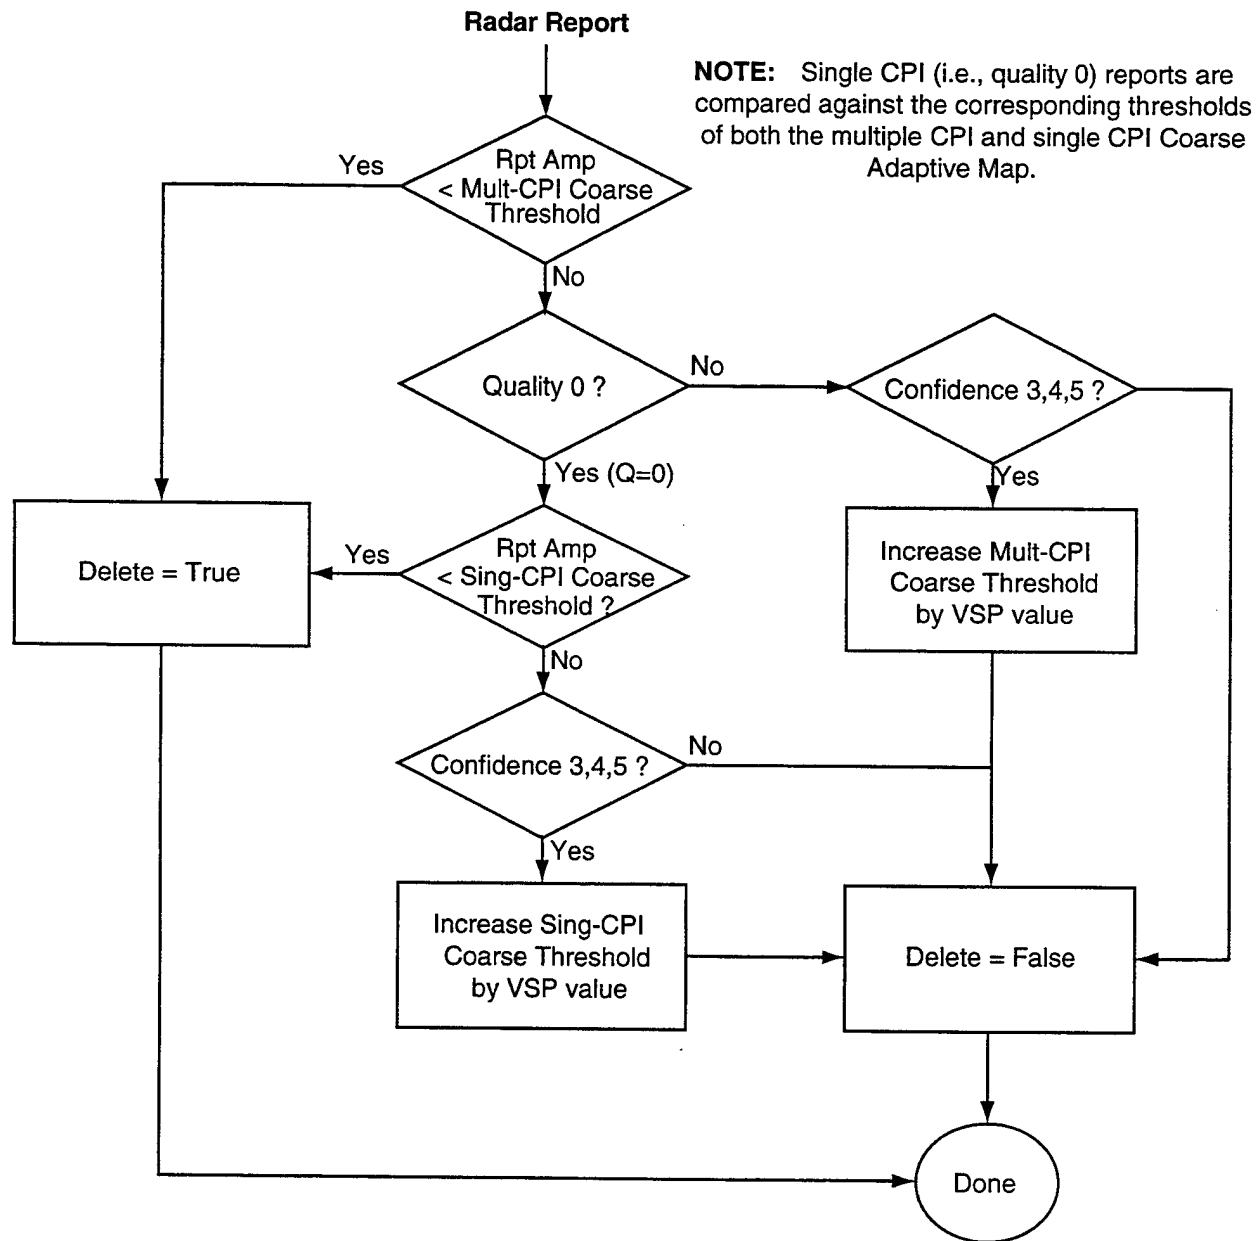 Radar Report
NOTE: Single CPI (i.e., quality 0) reports are
compared against the corresponding thresholds
of both the multiple CPI and single CPI Coarse
Adaptive Map.
Rpt Amp
< Mult-CPI Coarse
Threshold
Yes
No
Quality 0 ?
No
Confidence 3,4,5 ?
Yes (Q=0)
Yes
Rpt Amp
< Sing-CPI Coarse
Threshold ?
Yes
Delete = True
Increase Mult-CPI
Coarse Threshold
by VSP value
No
Confidence 3,4,5 ?
No
Yes
Increase Sing-CPI
Coarse Threshold
by VSP value
Delete = False
Done